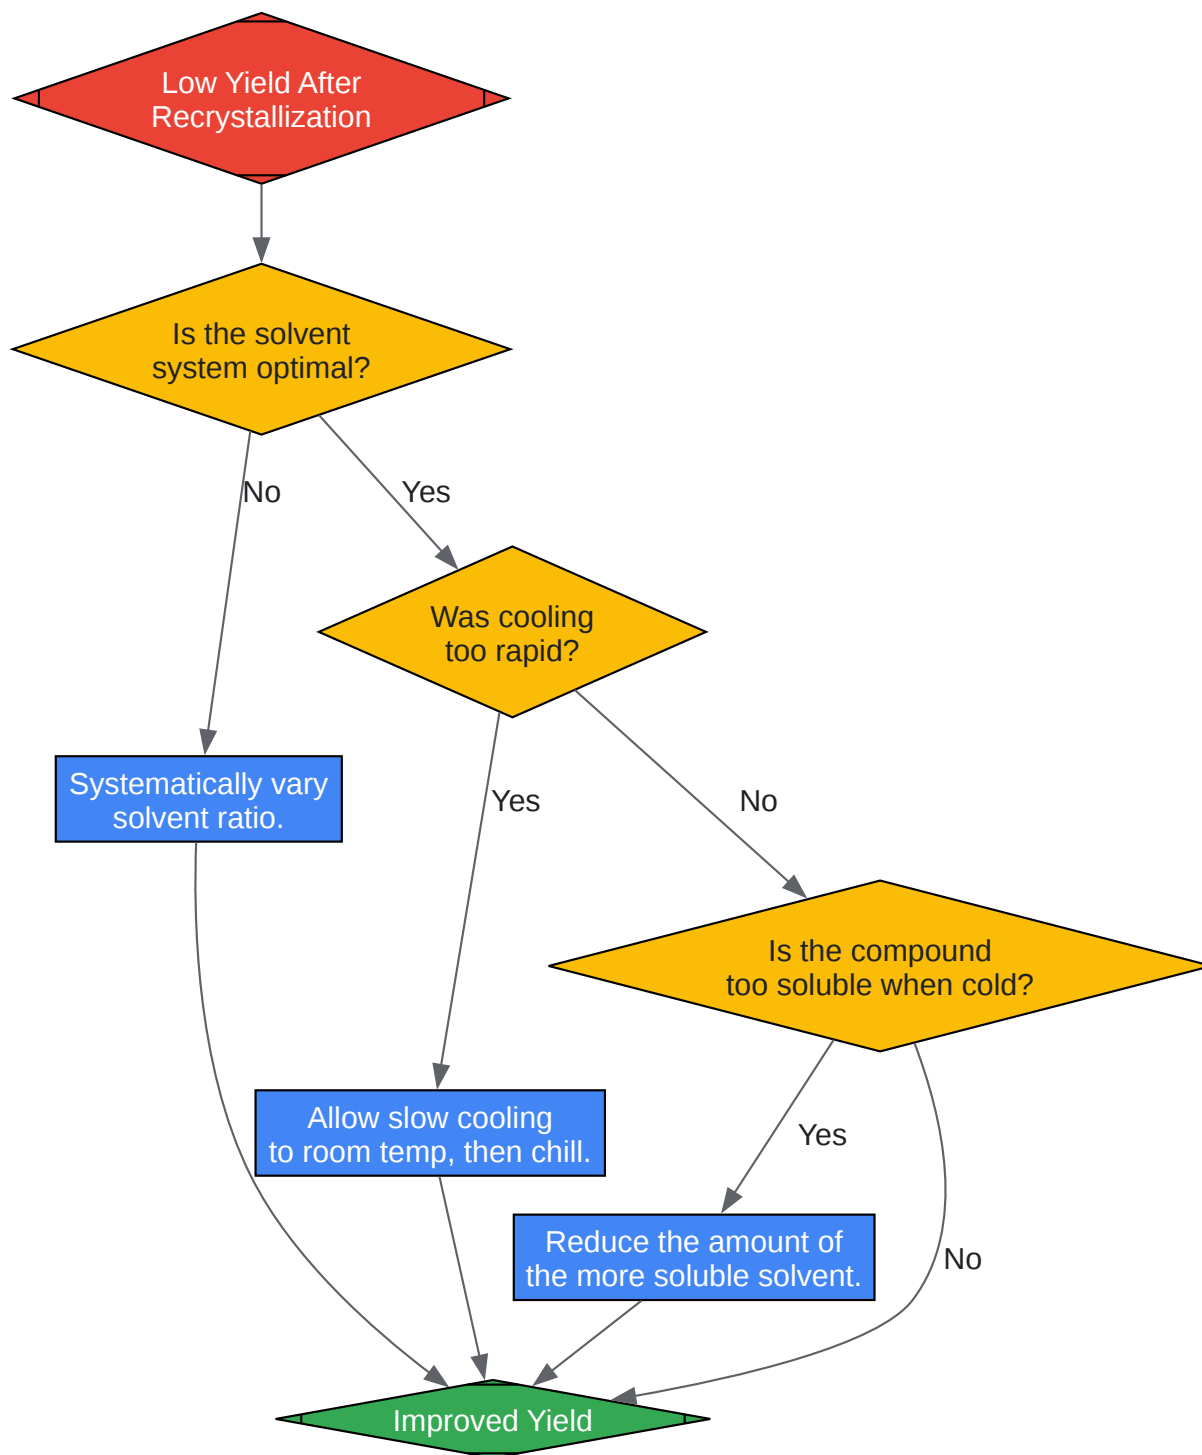 Low Yield After
Recrystallization
Is the solvent
system optimal?
No
Yes
Was cooling
too rapid?
Systematically vary
solvent ratio.
Yes
No
Is the compound
too soluble when cold?
Allow slow cooling
to room temp, then chill.
Yes
Reduce the amount of
the more soluble solvent.
No
Improved Yield